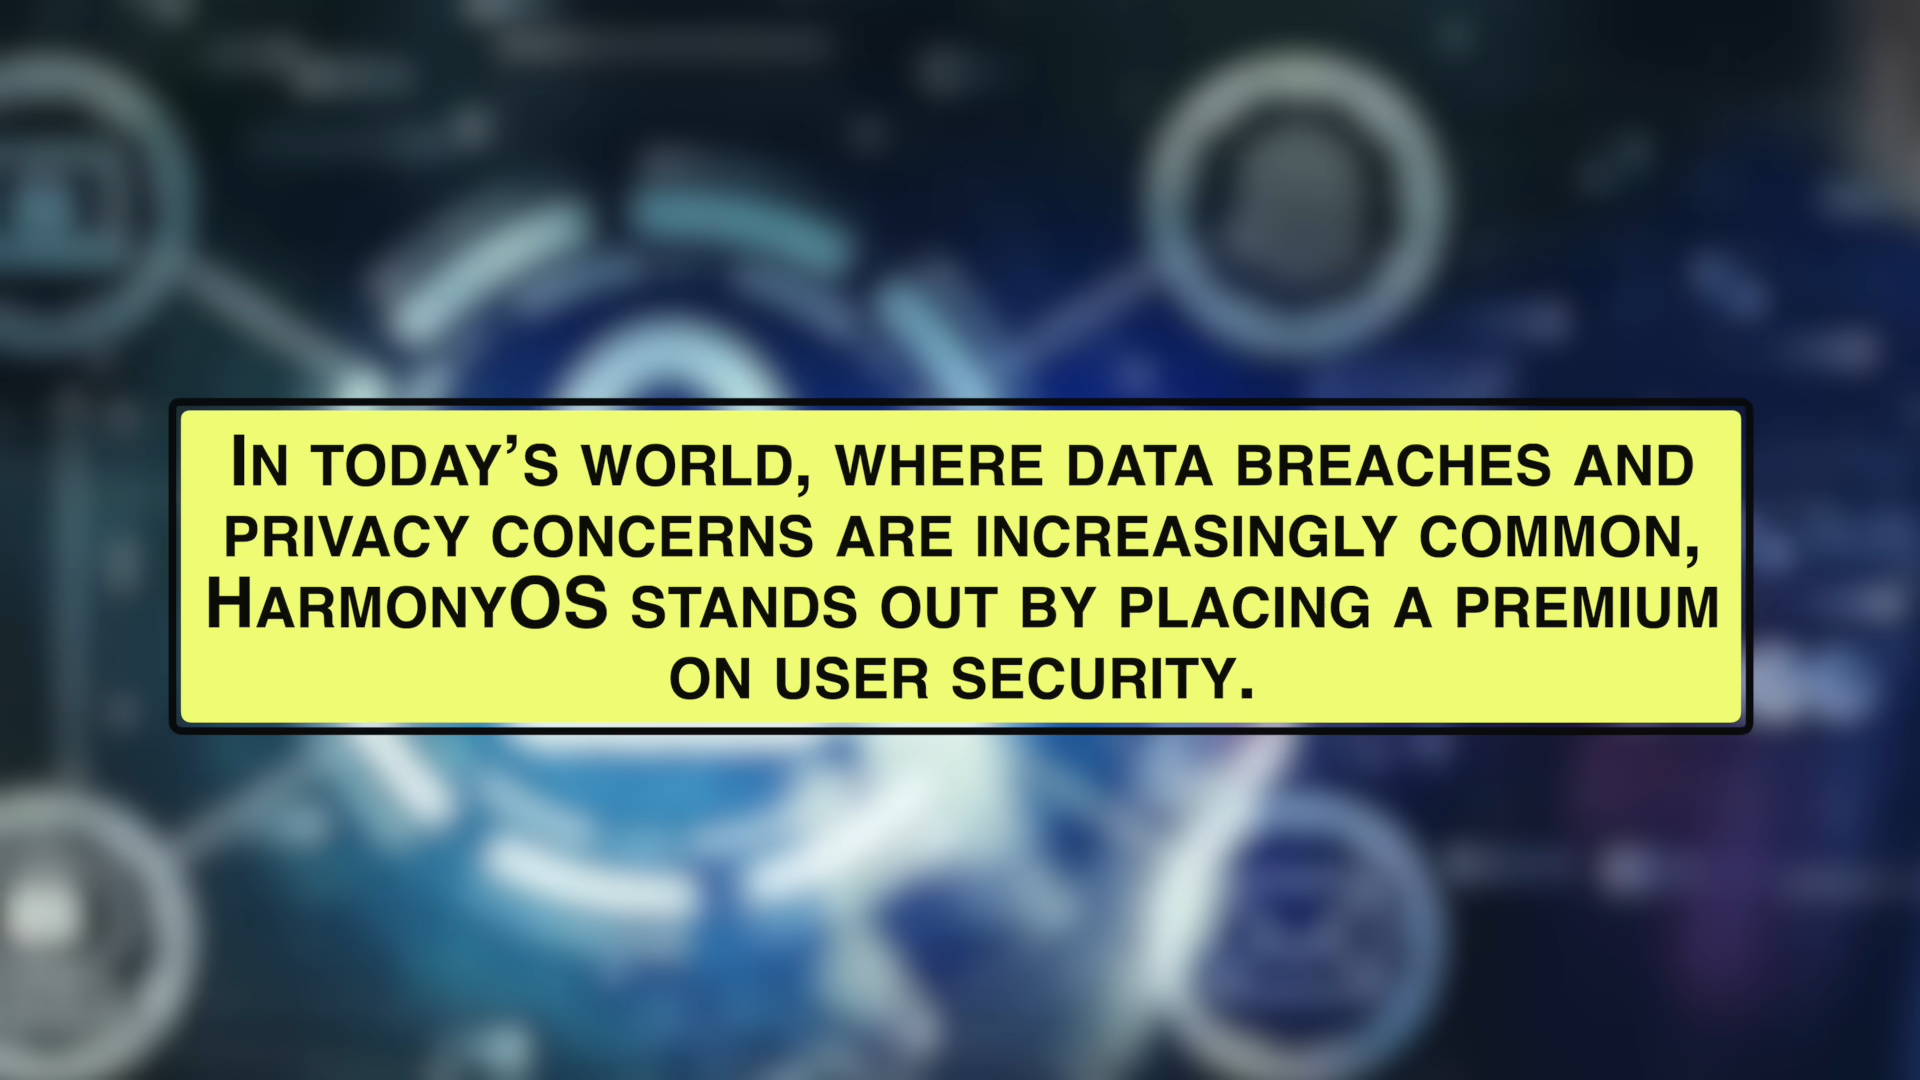 In today’s world, where data breaches and
privacy concerns are increasingly common,
HarmonyOS stands out by placing a premium
on user security.